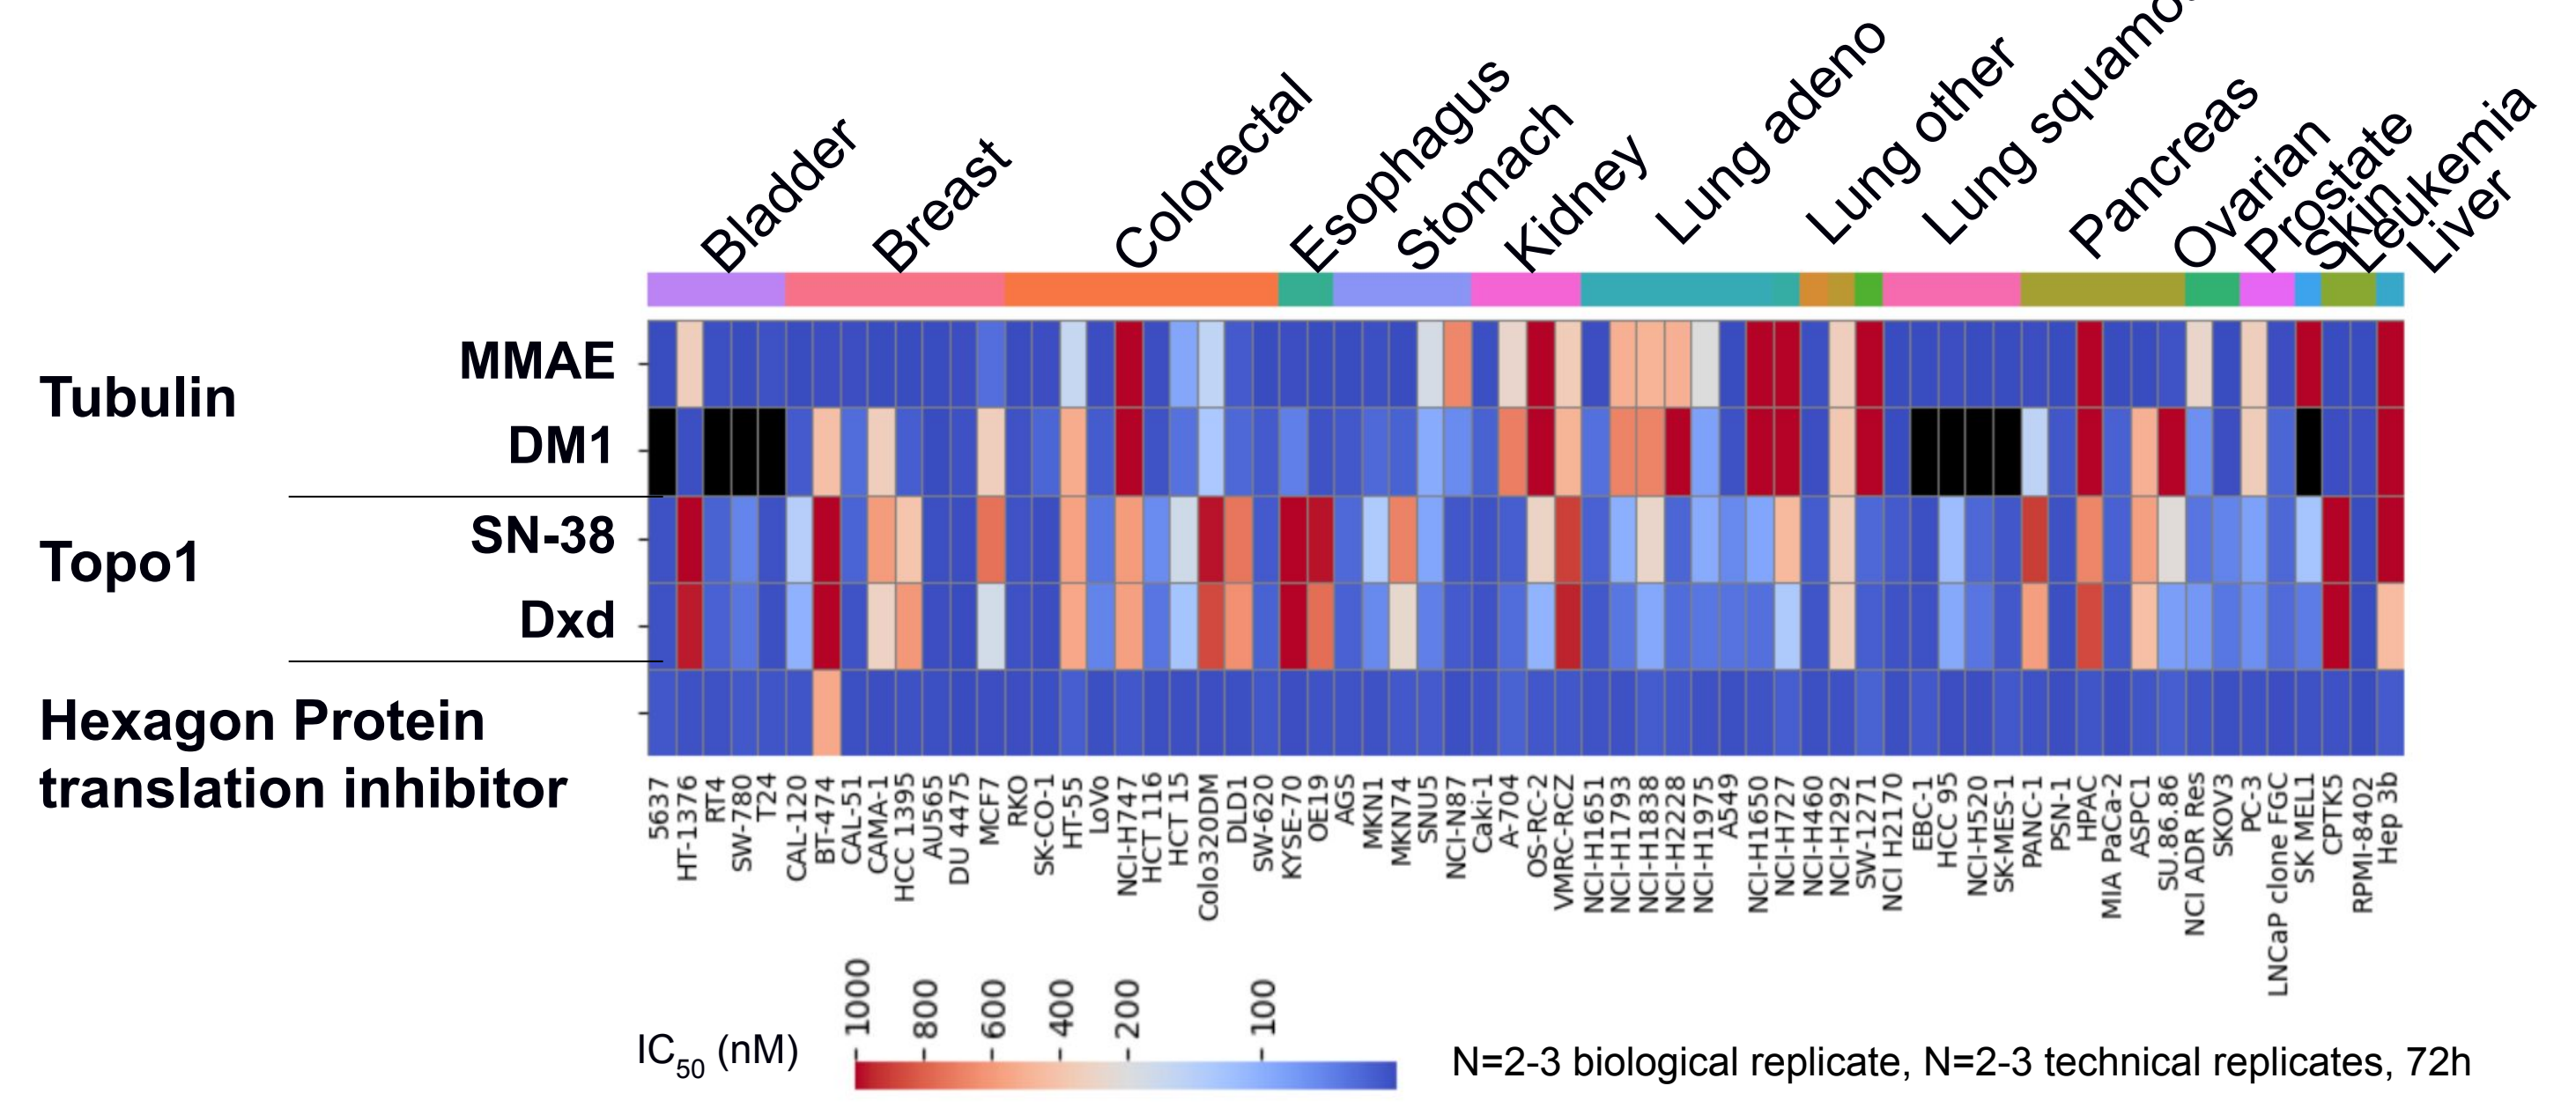 Bladder
Breast
Colorectal
Esophagus
Stomach
Kidney
Lung adeno
Lung other
Lung squamo
Pancreas
Ovarian
Prostate
Skin
Leukemia
Liver
Tubulin
MMAE
DM1
Topo1
SN-38
Dxd
Hexagon Protein
translation inhibitor
5637
HT-1376
RT4
SW-780
T24
CAL-120
BT-474
CAL-51
CAMA-1
HCC 1395
AU565
DU 4475
MCF7
RKO
SK-CO-1
HT-55
LoVo
NCI-H747
HCT 116
HCT 15
Colo320DM
DLD1
SW-620
KYSE-70
OE19
AGS
MKN1
MKN74
SNU5
NCI-N87
Caki-1
A-704
OS-RC-2
VMRC-RCZ
NCI-H1651
NCI-H1793
NCI-H1838
NCI-H2228
NCI-H1975
A549
NCI-H1650
NCI-H727
NCI-H460
NCI-H292
SW-1271
NCI H2170
EBC-1
HCC 95
NCI-H520
SK-MES-1
PANC-1
PSN-1
HPAC
MIA PaCa-2
ASPC1
SU.86.86
NCI ADR Res
SKOV3
PC-3
LNCaP clone FGC
SK MEL1
CPTK5
RPMI-8402
Hep 3b
IC50 (nM)
1000
800
600
400
200
100
N=2-3 biological replicate, N=2-3 technical replicates, 72h